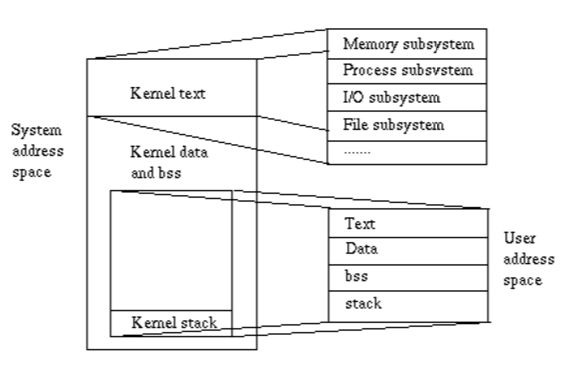 Memory subsystem
Process subsystem
I/O subsystem
File subsystem
.......
Kernel text
System
address
space
Kernel data
and bss
Kernel stack
Text
Data
bss
stack
User
address
space